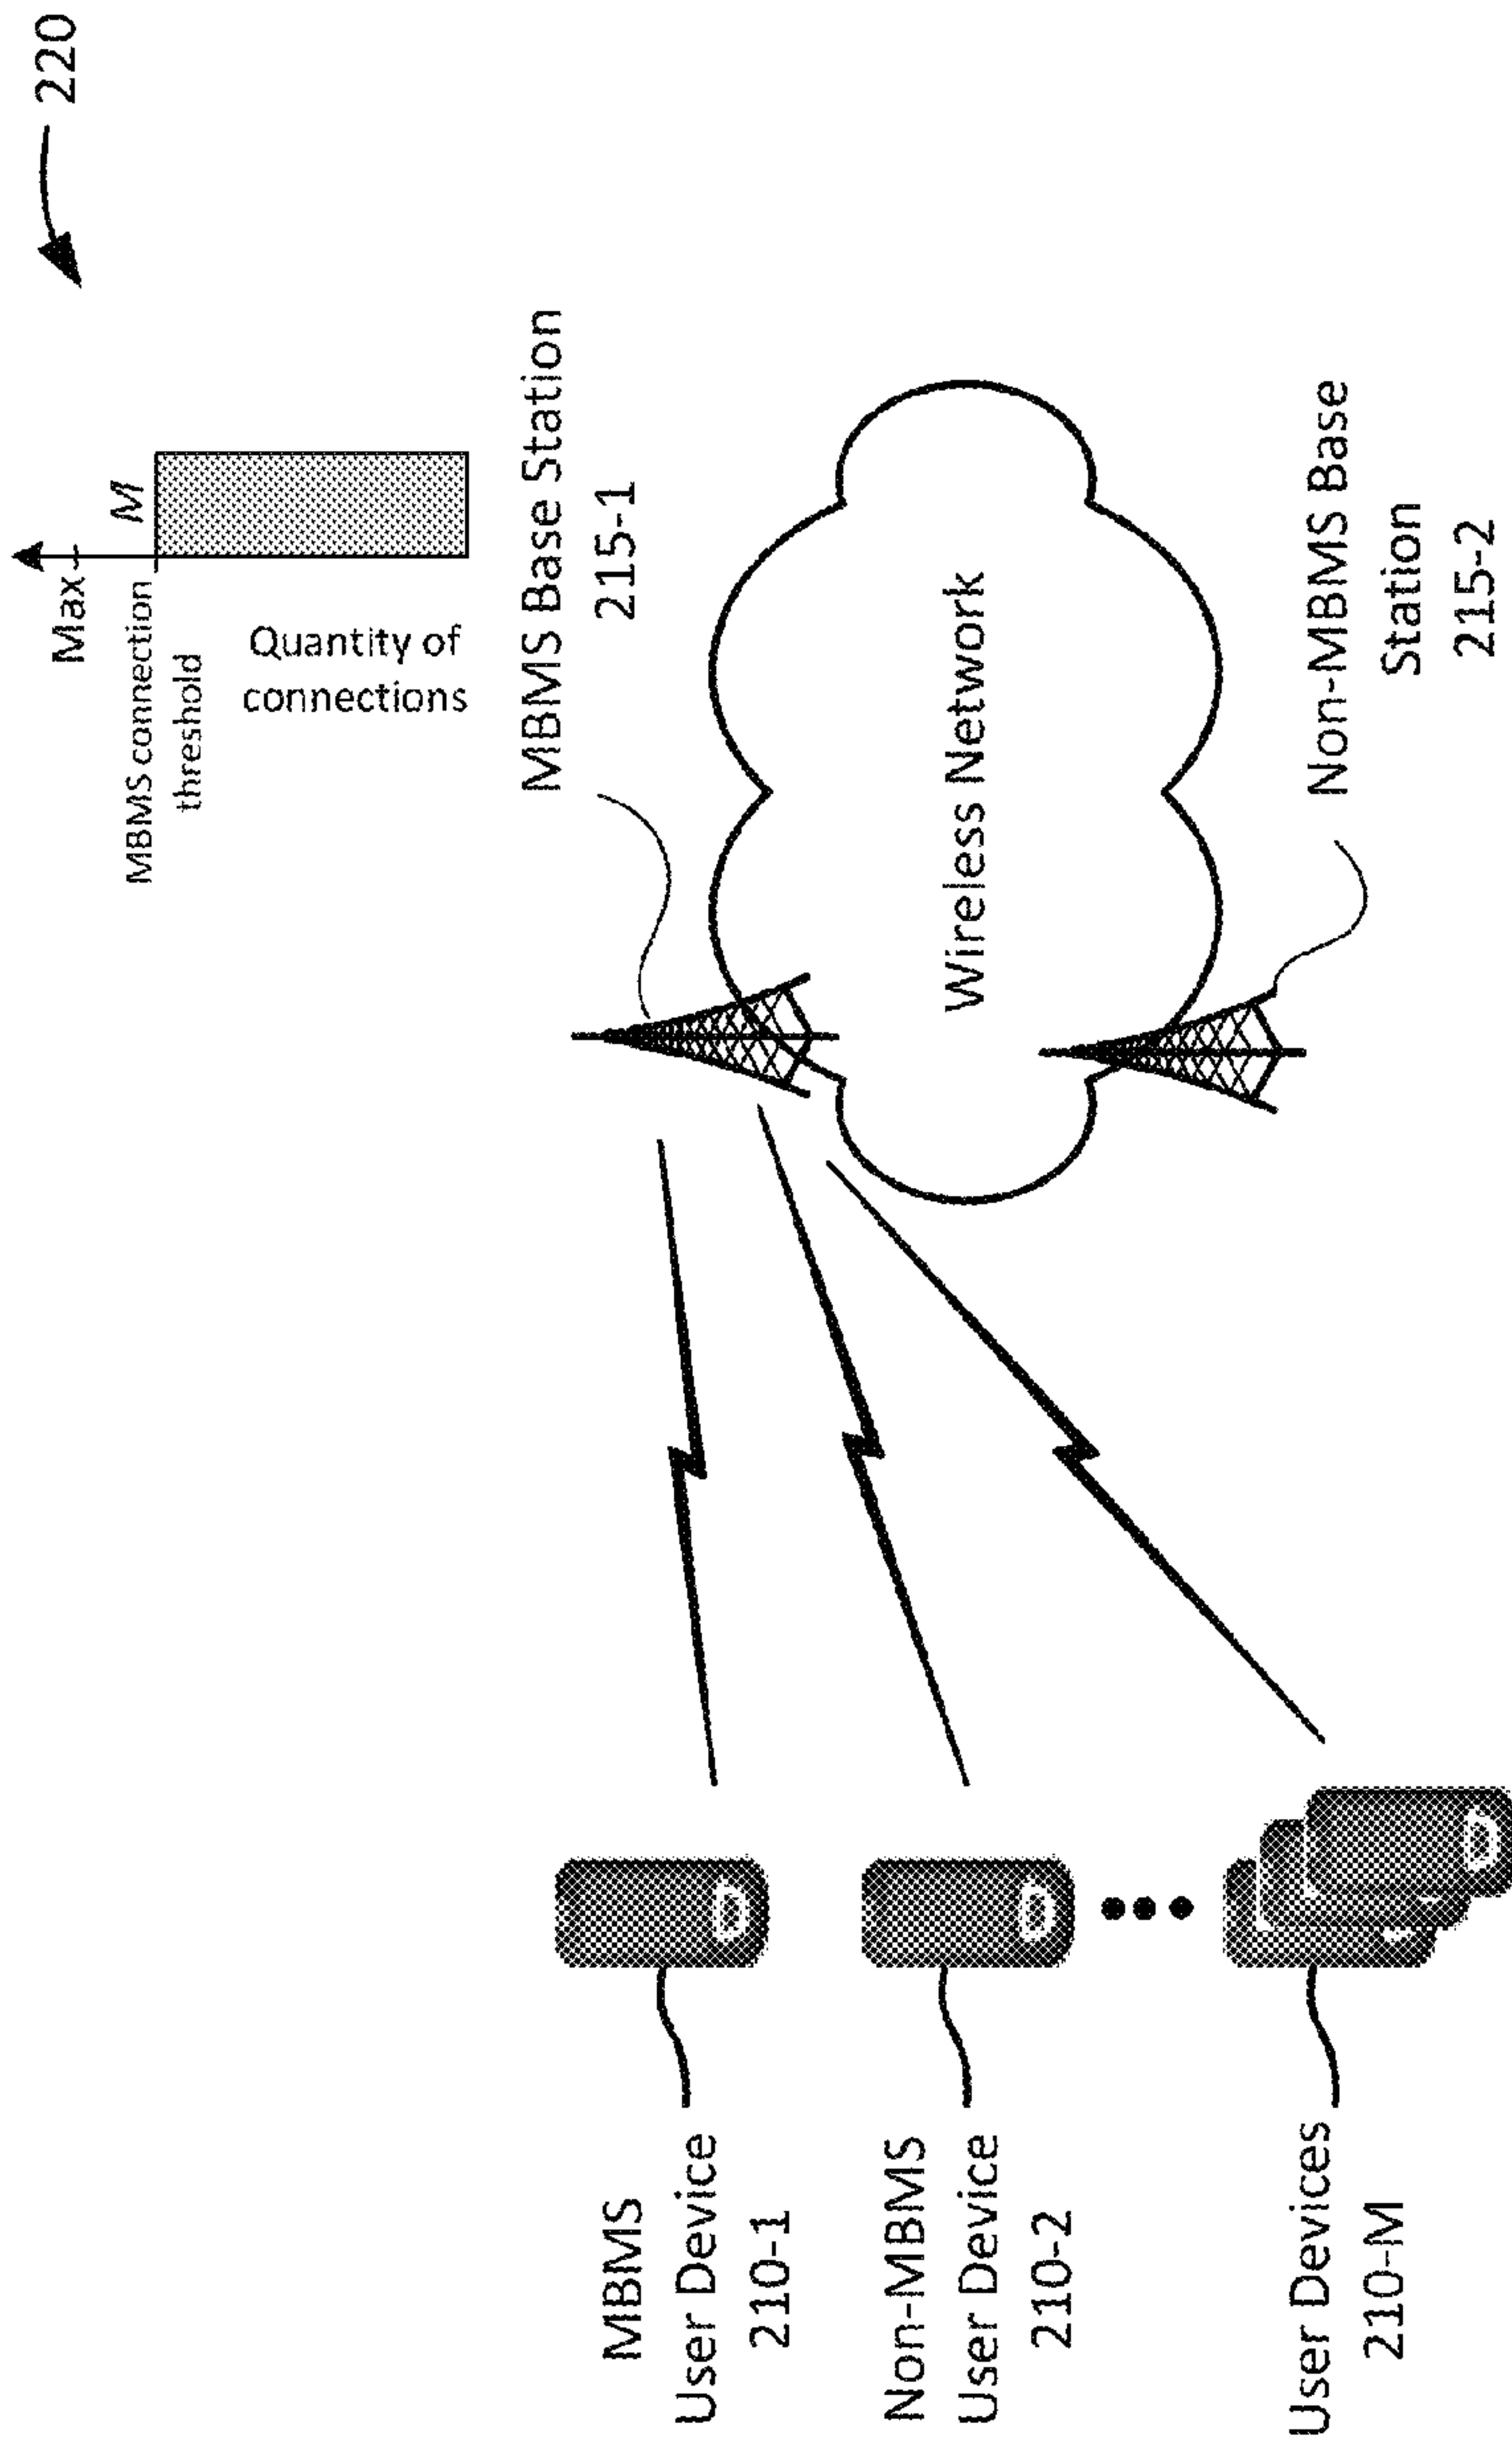 220
Max
M
MBMS connection
threshold
Quantity of
connections
MBMS Base Station
215-1
MBMS
User Device
210-1
Wireless Network
Non-MBMS
User Device
210-2
Non-MBMS Base
Station
215-2
User Devices
210-M